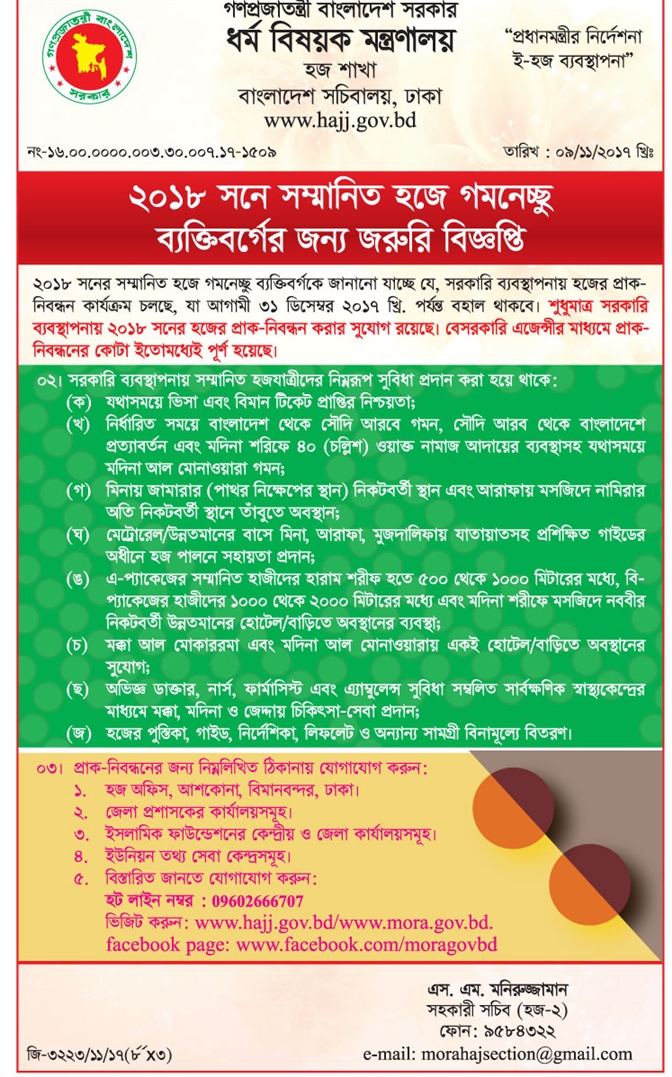 গণপ্রজাতন্ত্রী বাংলাদেশ সরকার
ধর্ম বিষয়ক মন্ত্রণালয়
হজ শাখা
বাংলাদেশ সচিবালয়, ঢাকা
www.hajj.gov.bd
গণপ্রজাতন্ত্রী বাংলাদেশ
সরকার
“প্রধানমন্ত্রীর নির্দেশনা
ই-হজ ব্যবস্থাপনা”
নং-১৬.০০.০০০০.০০৩.৩০.০০৭.১৭-১৫০৯
তারিখ : ০৯/১১/২০১৭ খ্রিঃ
২০১৮ সনে সম্মানিত হজে গমনেচ্ছু
ব্যক্তিবর্গের জন্য জরুরি বিজ্ঞপ্তি
২০১৮ সনের সম্মানিত হজে গমনেচ্ছু ব্যক্তিবর্গকে জানানো যাচ্ছে যে, সরকারি ব্যবস্থাপনায় হজের প্রাক-
নিবন্ধন কার্যক্রম চলছে, যা আগামী ৩১ ডিসেম্বর ২০১৭ খ্রি. পর্যন্ত বহাল থাকবে। শুধুমাত্র সরকারি
ব্যবস্থাপনায় ২০১৮ সনের হজের প্রাক-নিবন্ধন করার সুযোগ রয়েছে। বেসরকারি এজেন্সীর মাধ্যমে প্রাক-
নিবন্ধনের কোটা ইতোমধ্যেই পূর্ণ হয়েছে।
০২। সরকারি ব্যবস্থাপনায় সম্মানিত হজযাত্রীদের নিম্নরূপ সুবিধা প্রদান করা হয়ে থাকে:
(ক) যথাসময়ে ভিসা এবং বিমান টিকেট প্রাপ্তির নিশ্চয়তা;
(খ) নির্ধারিত সময়ে বাংলাদেশ থেকে সৌদি আরবে গমন, সৌদি আরব থেকে বাংলাদেশে
প্রত্যাবর্তন এবং মদিনা শরিফে ৪০ (চল্লিশ) ওয়াক্ত নামাজ আদায়ের ব্যবস্থাসহ যথাসময়ে
মদিনা আল মোনাওয়ারা গমন;
(গ) মিনায় জামারার (পাথর নিক্ষেপের স্থান) নিকটবর্তী স্থান এবং আরাফায় মসজিদে নামিরার
অতি নিকটবর্তী স্থানে তাঁবুতে অবস্থান;
(ঘ) মেট্রোরেল/উন্নতমানের বাসে মিনা, আরাফা, মুজদালিফায় যাতায়াতসহ প্রশিক্ষিত গাইডের
অধীনে হজ পালনে সহায়তা প্রদান;
(ঙ) এ-প্যাকেজের সম্মানিত হাজীদের হারাম শরীফ হতে ৫০০ থেকে ১০০০ মিটারের মধ্যে, বি-
প্যাকেজের হাজীদের ১০০০ থেকে ২০০০ মিটারের মধ্যে এবং মদিনা শরীফে মসজিদে নববীর
নিকটবর্তী উন্নতমানের হোটেল/বাড়িতে অবস্থানের ব্যবস্থা;
(চ) মক্কা আল মোকাররমা এবং মদিনা আল মোনাওয়ারায় একই হোটেল/বাড়িতে অবস্থানের
সুযোগ;
(ছ) অভিজ্ঞ ডাক্তার, নার্স, ফার্মাসিস্ট এবং এ্যাম্বুলেন্স সুবিধা সম্বলিত সার্বক্ষণিক স্বাস্থ্যকেন্দ্রের
মাধ্যমে মক্কা, মদিনা ও জেদ্দায় চিকিৎসা-সেবা প্রদান;
(জ) হজের পুস্তিকা, গাইড, নির্দেশিকা, লিফলেট ও অন্যান্য সামগ্রী বিনামূল্যে বিতরণ।
০৩। প্রাক-নিবন্ধনের জন্য নিম্নলিখিত ঠিকানায় যোগাযোগ করুন:
১. হজ অফিস, আশকোনা, বিমানবন্দর, ঢাকা।
২. জেলা প্রশাসকের কার্যালয়সমূহ।
৩. ইসলামিক ফাউন্ডেশনের কেন্দ্রীয় ও জেলা কার্যালয়সমূহ।
৪. ইউনিয়ন তথ্য সেবা কেন্দ্রসমূহ।
৫. বিস্তারিত জানতে যোগাযোগ করুন:
হট লাইন নম্বর : 09602666707
ভিজিট করুন: www.hajj.gov.bd/www.mora.gov.bd.
facebook page: www.facebook.com/moragovbd
এস. এম. মনিরুজ্জামান
সহকারী সচিব (হজ-২)
ফোন: ৯৫৮৪৩২২
জি-৩২২৩/১১/১৭(৮˝x৩)
e-mail: morahajsection@gmail.com